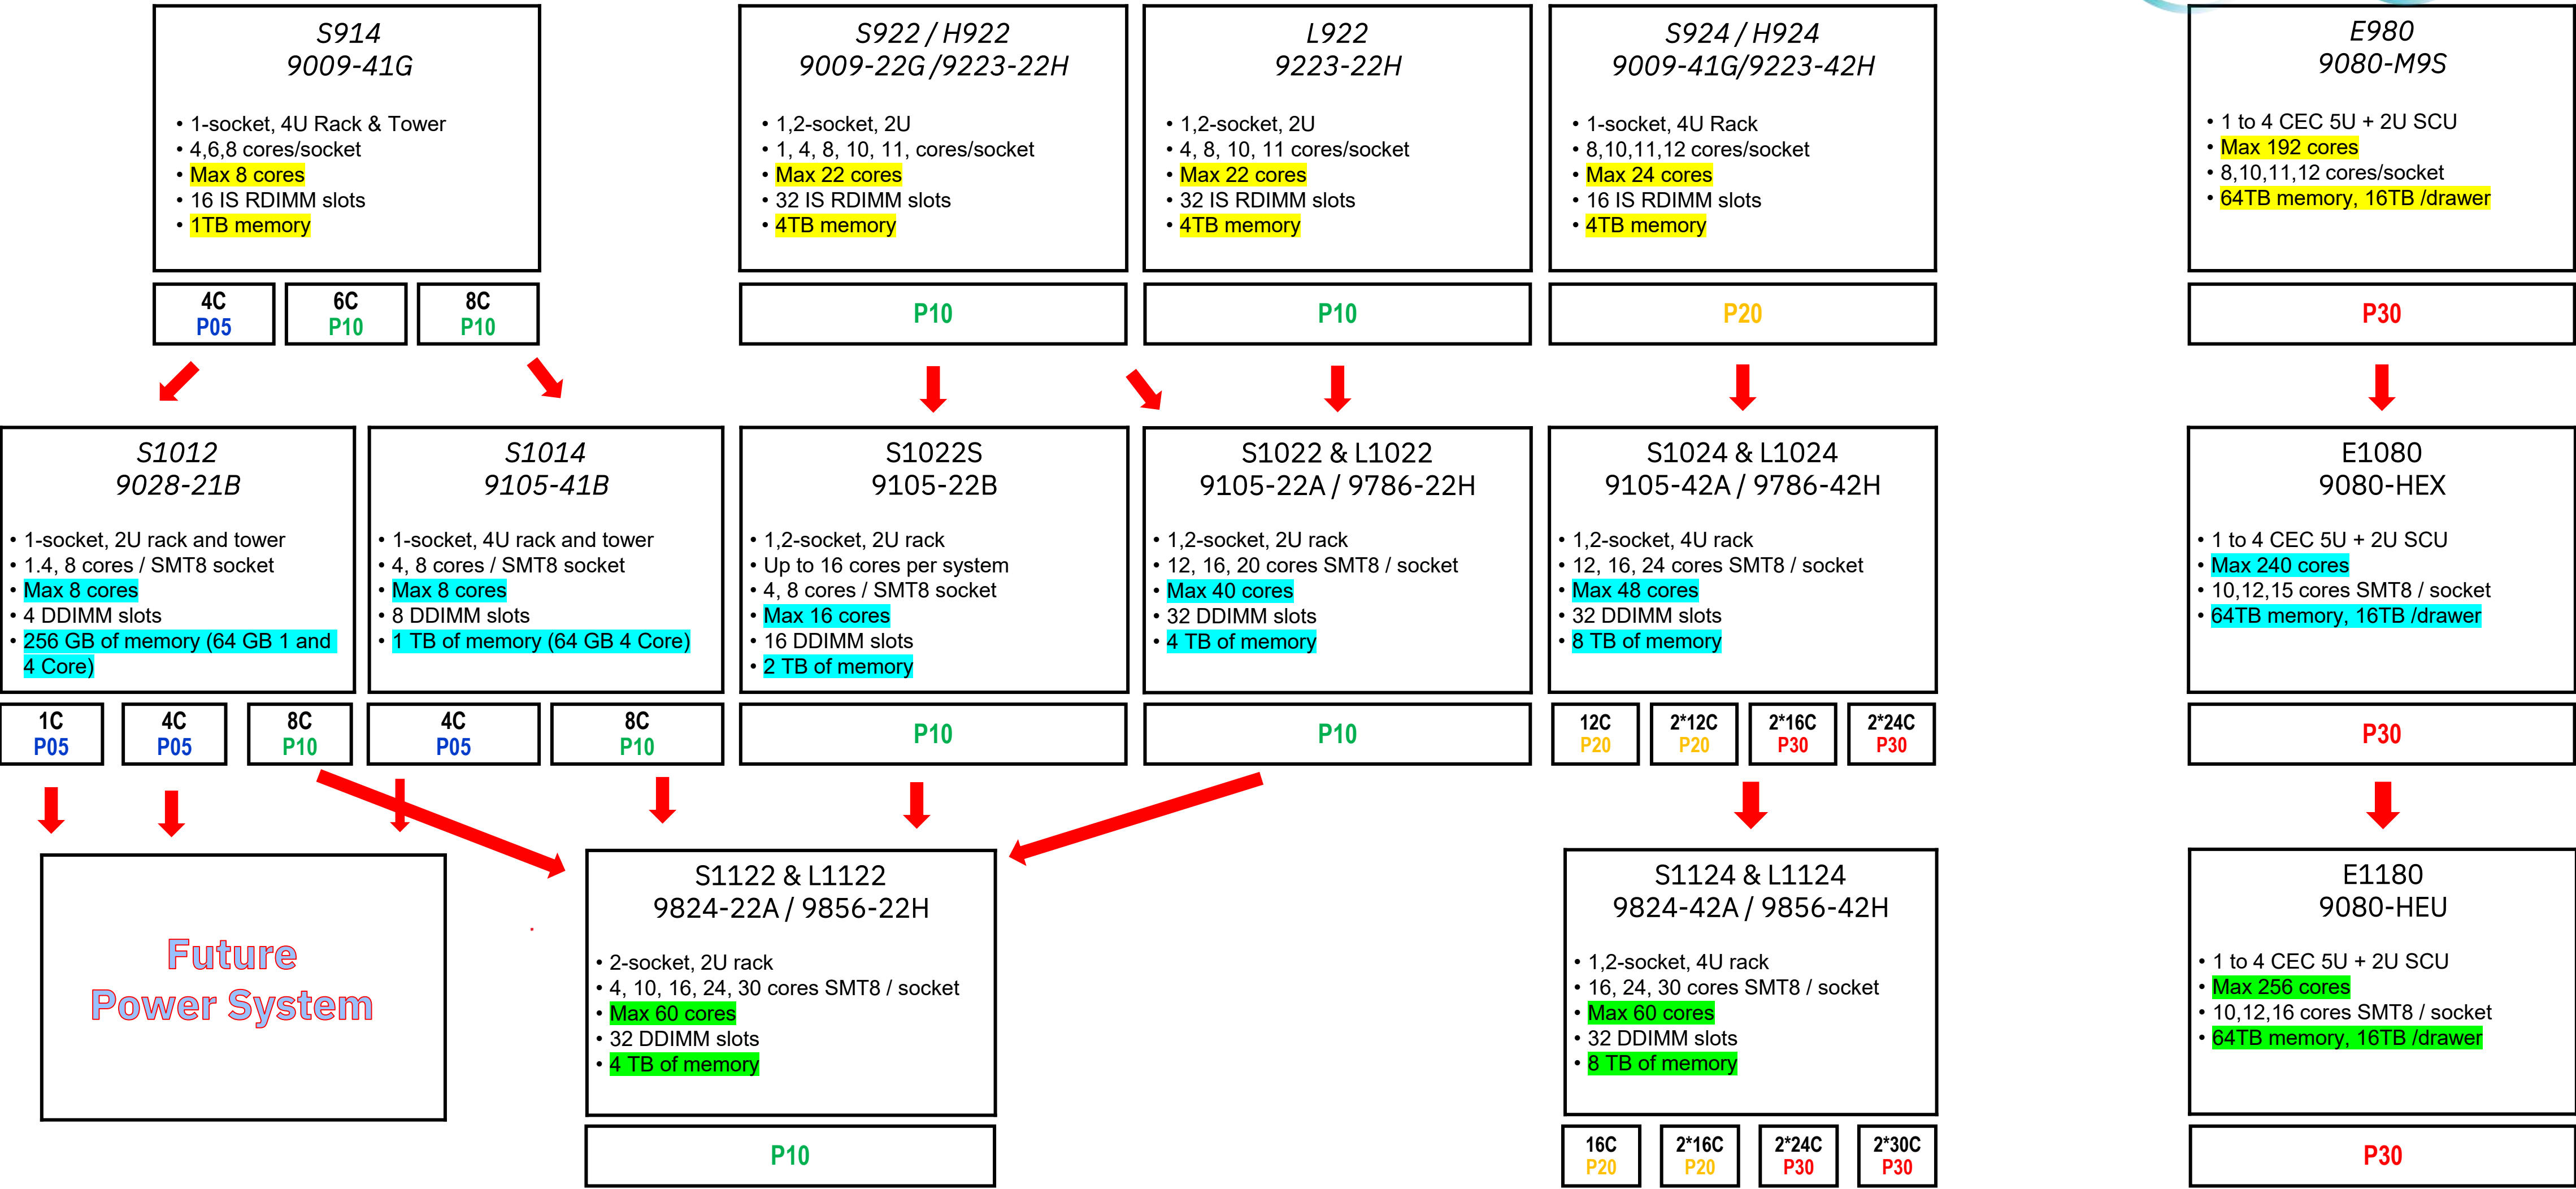 S914
9009-41G
• 1-socket, 4U Rack & Tower
• 4,6,8 cores/socket
• Max 8 cores
• 16 IS RDIMM slots
• 1TB memory
4C
P05
6C
P10
8C
P10
S922 / H922
9009-22G /9223-22H
• 1,2-socket, 2U
• 1, 4, 8, 10, 11, cores/socket
• Max 22 cores
• 32 IS RDIMM slots
• 4TB memory
P10
L922
9223-22H
• 1,2-socket, 2U
• 4, 8, 10, 11 cores/socket
• Max 22 cores
• 32 IS RDIMM slots
• 4TB memory
P10
S924 / H924
9009-41G/9223-42H
• 1-socket, 4U Rack
• 8,10,11,12 cores/socket
• Max 24 cores
• 16 IS RDIMM slots
• 4TB memory
P20
E980
9080-M9S
• 1 to 4 CEC 5U + 2U SCU
• Max 192 cores
• 8,10,11,12 cores/socket
• 64TB memory, 16TB /drawer
P30
S1012
9028-21B
• 1-socket, 2U rack and tower
• 1.4, 8 cores / SMT8 socket
• Max 8 cores
• 4 DDIMM slots
• 256 GB of memory (64 GB 1 and
4 Core)
1C
P05
4C
P05
8C
P10
S1014
9105-41B
• 1-socket, 4U rack and tower
• 4, 8 cores / SMT8 socket
• Max 8 cores
• 8 DDIMM slots
• 1 TB of memory (64 GB 4 Core)
4C
P05
8C
P10
S1022S
9105-22B
• 1,2-socket, 2U rack
• Up to 16 cores per system
• 4, 8 cores / SMT8 socket
• Max 16 cores
• 16 DDIMM slots
• 2 TB of memory
P10
S1022 & L1022
9105-22A / 9786-22H
• 1,2-socket, 2U rack
• 12, 16, 20 cores SMT8 / socket
• Max 40 cores
• 32 DDIMM slots
• 4 TB of memory
P10
S1024 & L1024
9105-42A / 9786-42H
• 1,2-socket, 4U rack
• 12, 16, 24 cores SMT8 / socket
• Max 48 cores
• 32 DDIMM slots
• 8 TB of memory
12C
P20
2*12C
P20
2*16C
P30
2*24C
P30
E1080
9080-HEX
• 1 to 4 CEC 5U + 2U SCU
• Max 240 cores
• 10,12,15 cores SMT8 / socket
• 64TB memory, 16TB /drawer
P30
Future
Power System
S1122 & L1122
9824-22A / 9856-22H
• 2-socket, 2U rack
• 4, 10, 16, 24, 30 cores SMT8 / socket
• Max 60 cores
• 32 DDIMM slots
• 4 TB of memory
P10
S1124 & L1124
9824-42A / 9856-42H
• 1,2-socket, 4U rack
• 16, 24, 30 cores SMT8 / socket
• Max 60 cores
• 32 DDIMM slots
• 8 TB of memory
16C
P20
2*16C
P20
2*24C
P30
2*30C
P30
E1180
9080-HEU
• 1 to 4 CEC 5U + 2U SCU
• Max 256 cores
• 10,12,16 cores SMT8 / socket
• 64TB memory, 16TB /drawer
P30